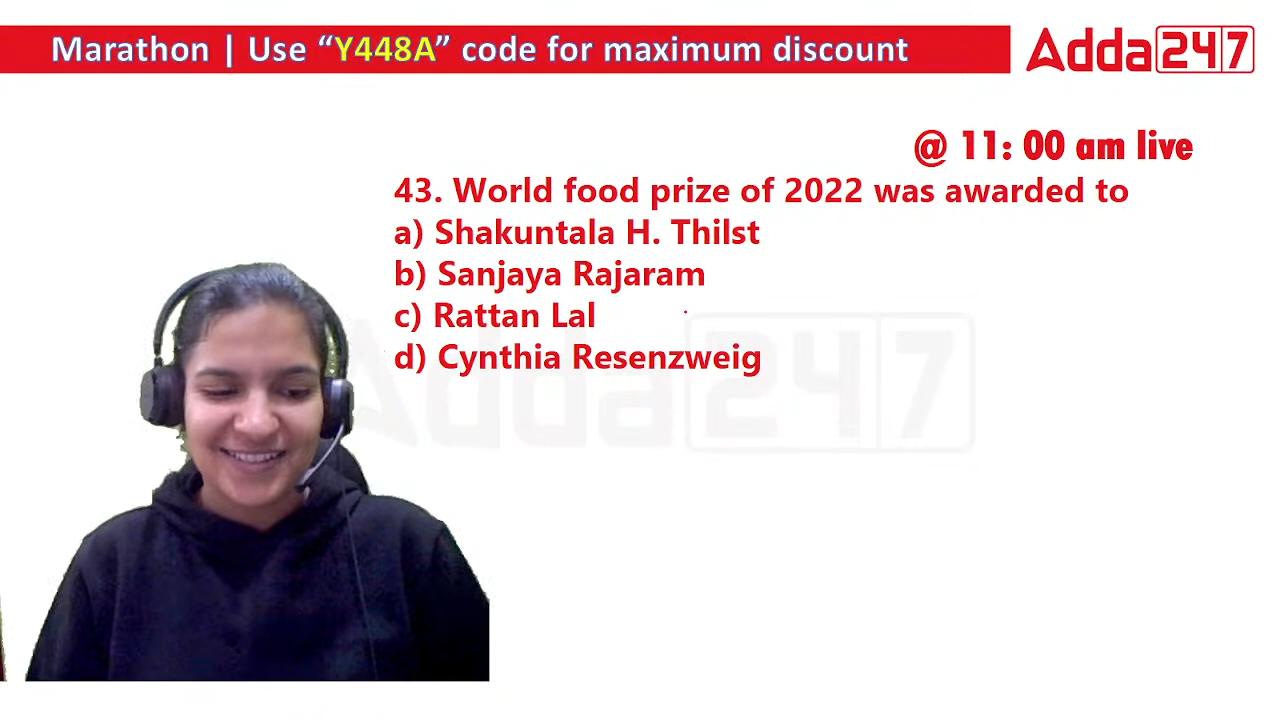 Marathon | Use “Y448A” code for maximum discount
Adda247
@ 11: 00 am live
43. World food prize of 2022 was awarded to
a) Shakuntala H. Thilst
b) Sanjaya Rajaram
c) Rattan Lal
d) Cynthia Resenzweig
Adda247